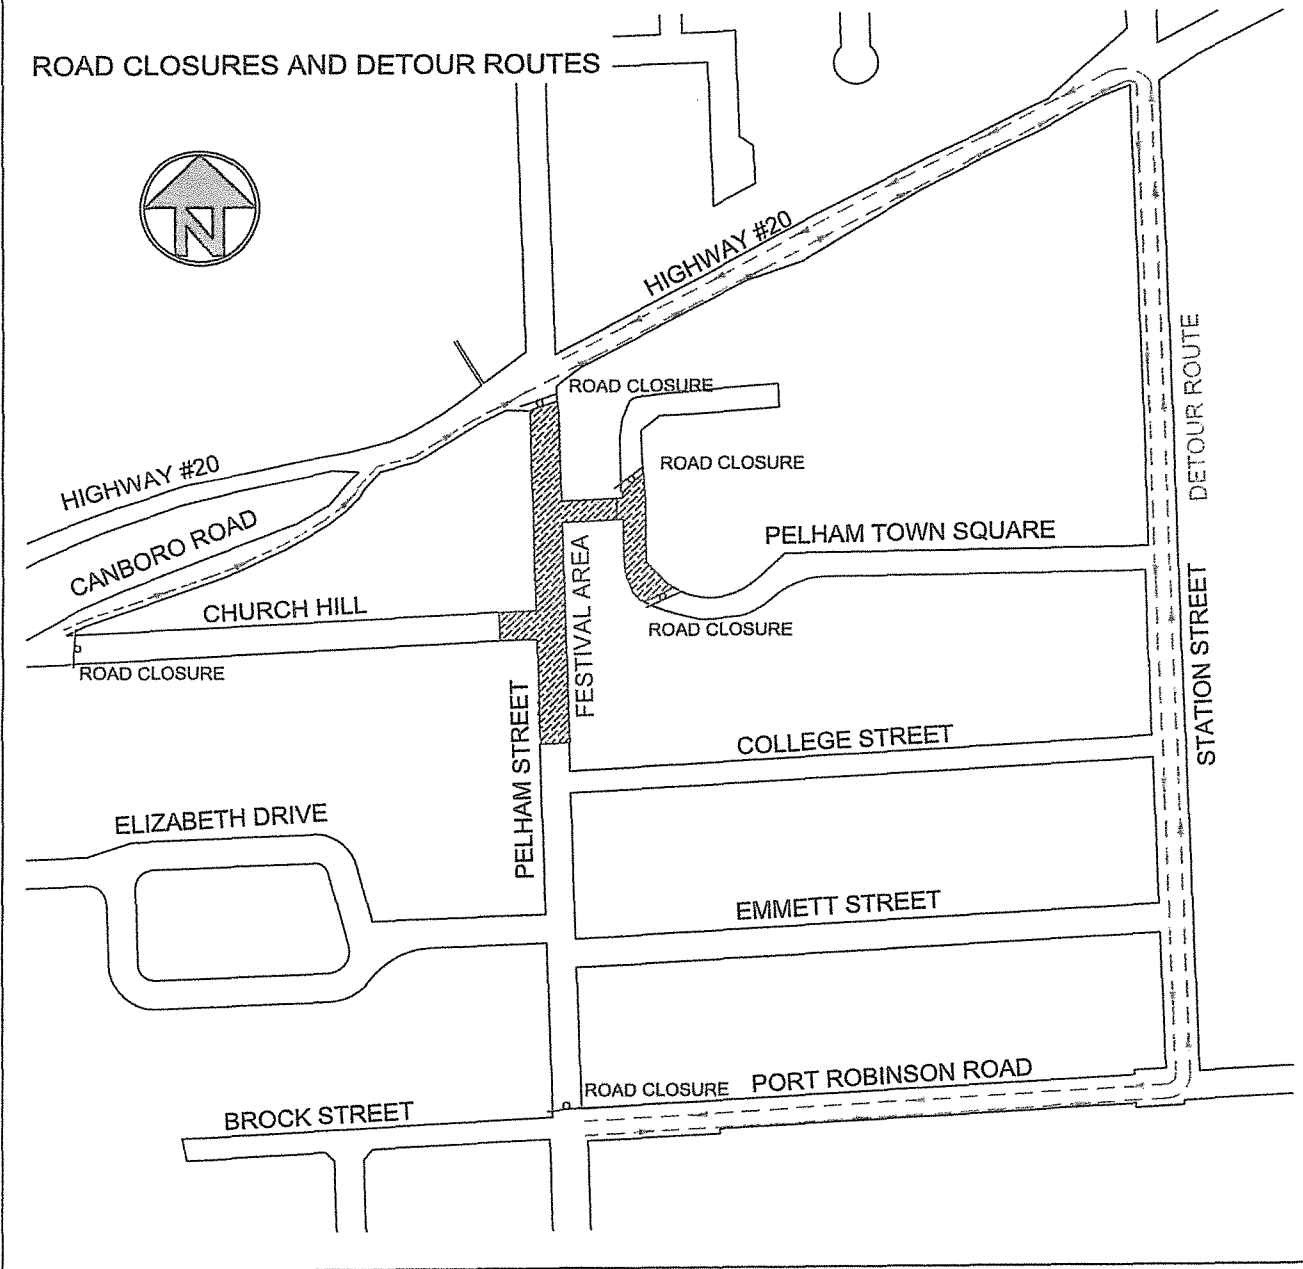 ROAD CLOSURES AND DETOUR ROUTES
N
HIGHWAY #20
ROAD CLOSURE
DETOUR ROUTE
HIGHWAY #20
ROAD CLOSURE
CANBORO ROAD
PELHAM TOWN SQUARE
FESTIVAL AREA
CHURCH HILL
ROAD CLOSURE
STATION STREET
ROAD CLOSURE
PELHAM STREET
COLLEGE STREET
ELIZABETH DRIVE
EMMETT STREET
ROAD CLOSURE
PORT ROBINSON ROAD
BROCK STREET